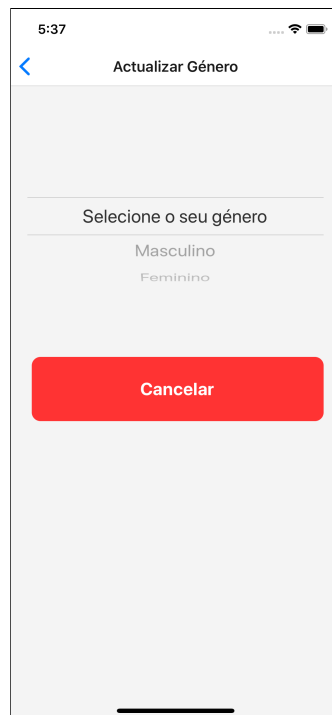 5:37
Actualizar Género
Selecione o seu género
Masculino
Feminino
Cancelar